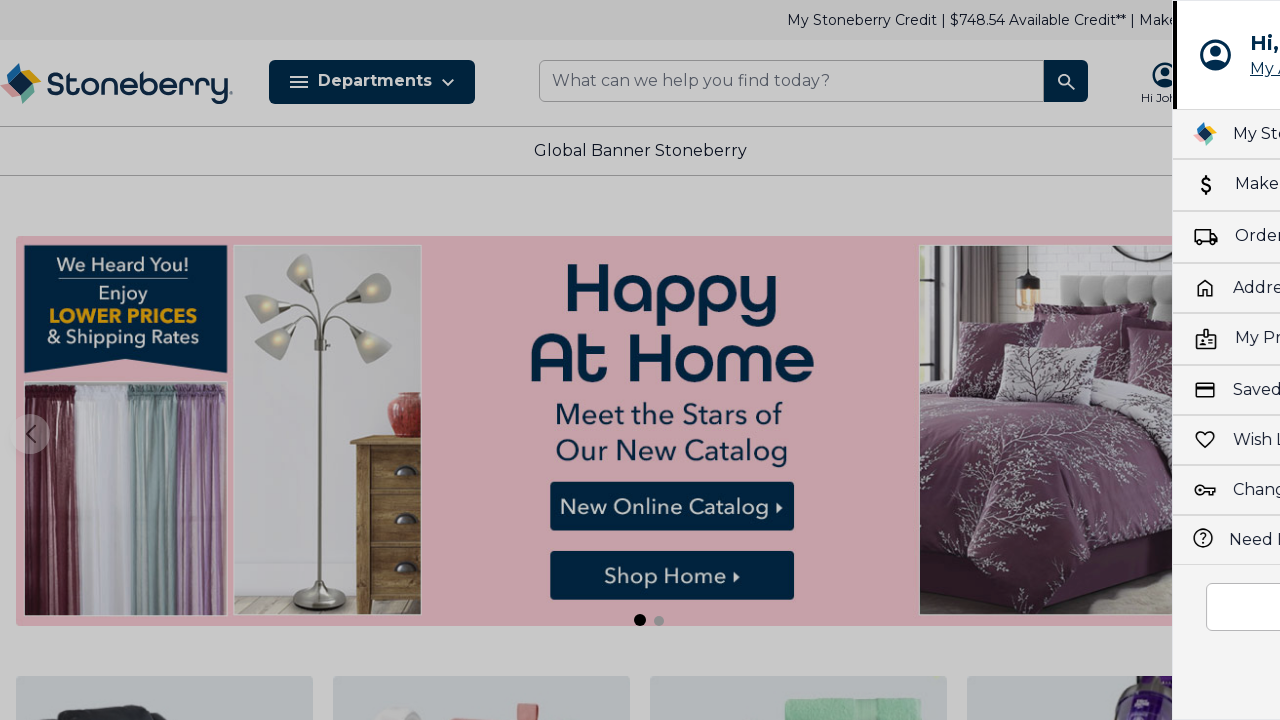 My Stoneberry Credit | $748.54 Available Credit** | Make
Stoneberry
Departments
What can we help you find today?
Hi Joh
Global Banner Stoneberry
We Heard You!
Enjoy
LOWER PRICES
& Shipping Rates
Happy
At Home
Meet the Stars of
Our New Catalog
New Online Catalog
Shop Home
Hi,
My A
My Sto
Make
Order
Addre
My Pr
Saved
Wish L
Chang
Need